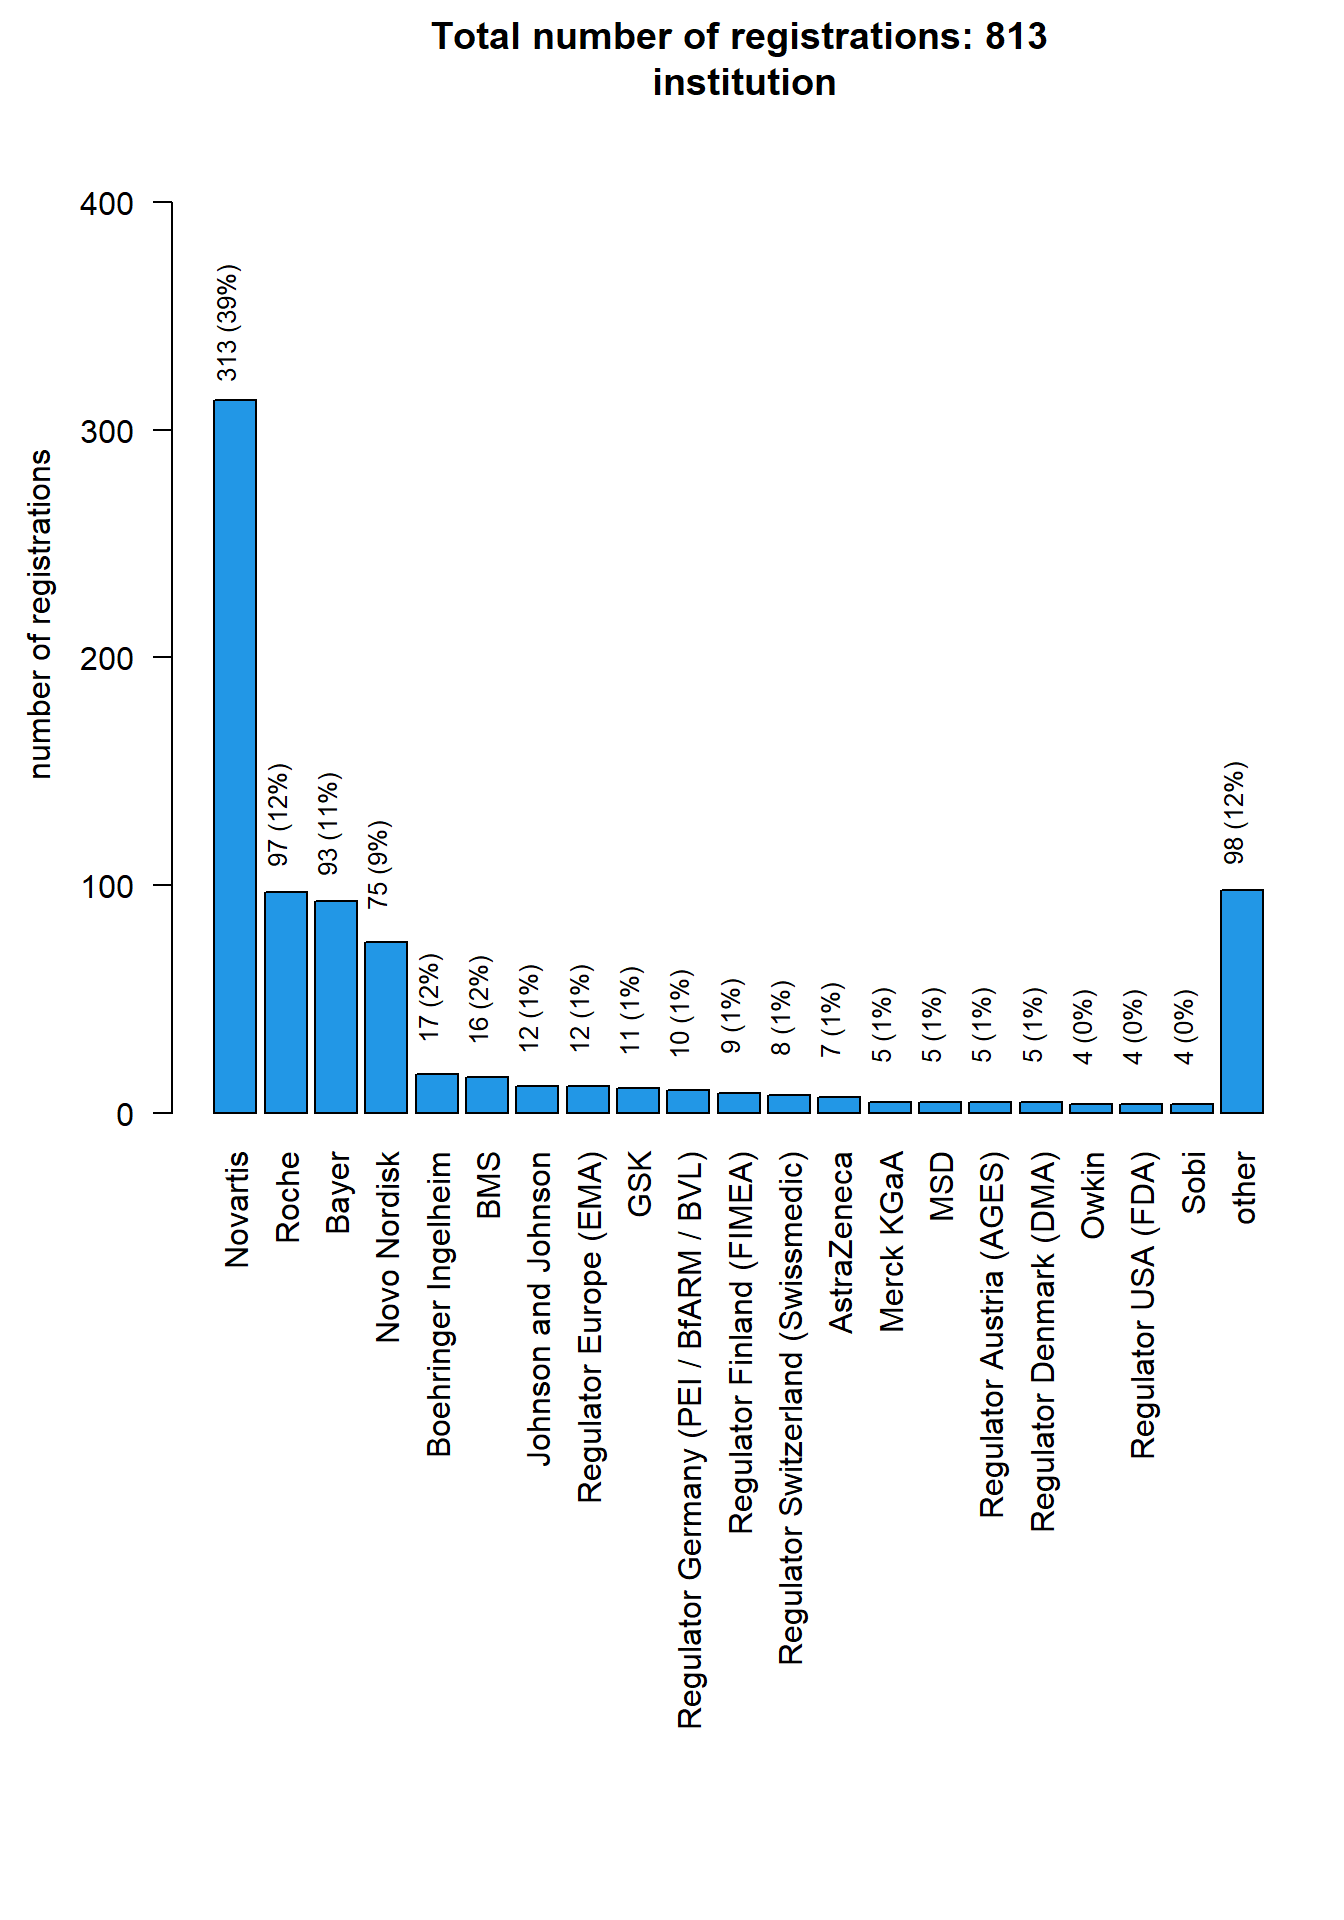 Total number of registrations: 813
institution
number of registrations
400
300
200
100
0
313 (39%)
97 (12%)
93 (11%)
75 (9%)
17 (2%)
16 (2%)
12 (1%)
12 (1%)
11 (1%)
10 (1%)
9 (1%)
8 (1%)
7 (1%)
5 (1%)
5 (1%)
5 (1%)
5 (1%)
4 (0%)
4 (0%)
4 (0%)
98 (12%)
Novartis
Roche
Bayer
Novo Nordisk
Boehringer Ingelheim
BMS
Johnson and Johnson
Regulator Europe (EMA)
GSK
Regulator Germany (PEI / BfARM / BVL)
Regulator Finland (FIMEA)
Regulator Switzerland (Swissmedic)
AstraZeneca
Merck KGaA
MSD
Regulator Austria (AGES)
Regulator Denmark (DMA)
Owkin
Regulator USA (FDA)
Sobi
other